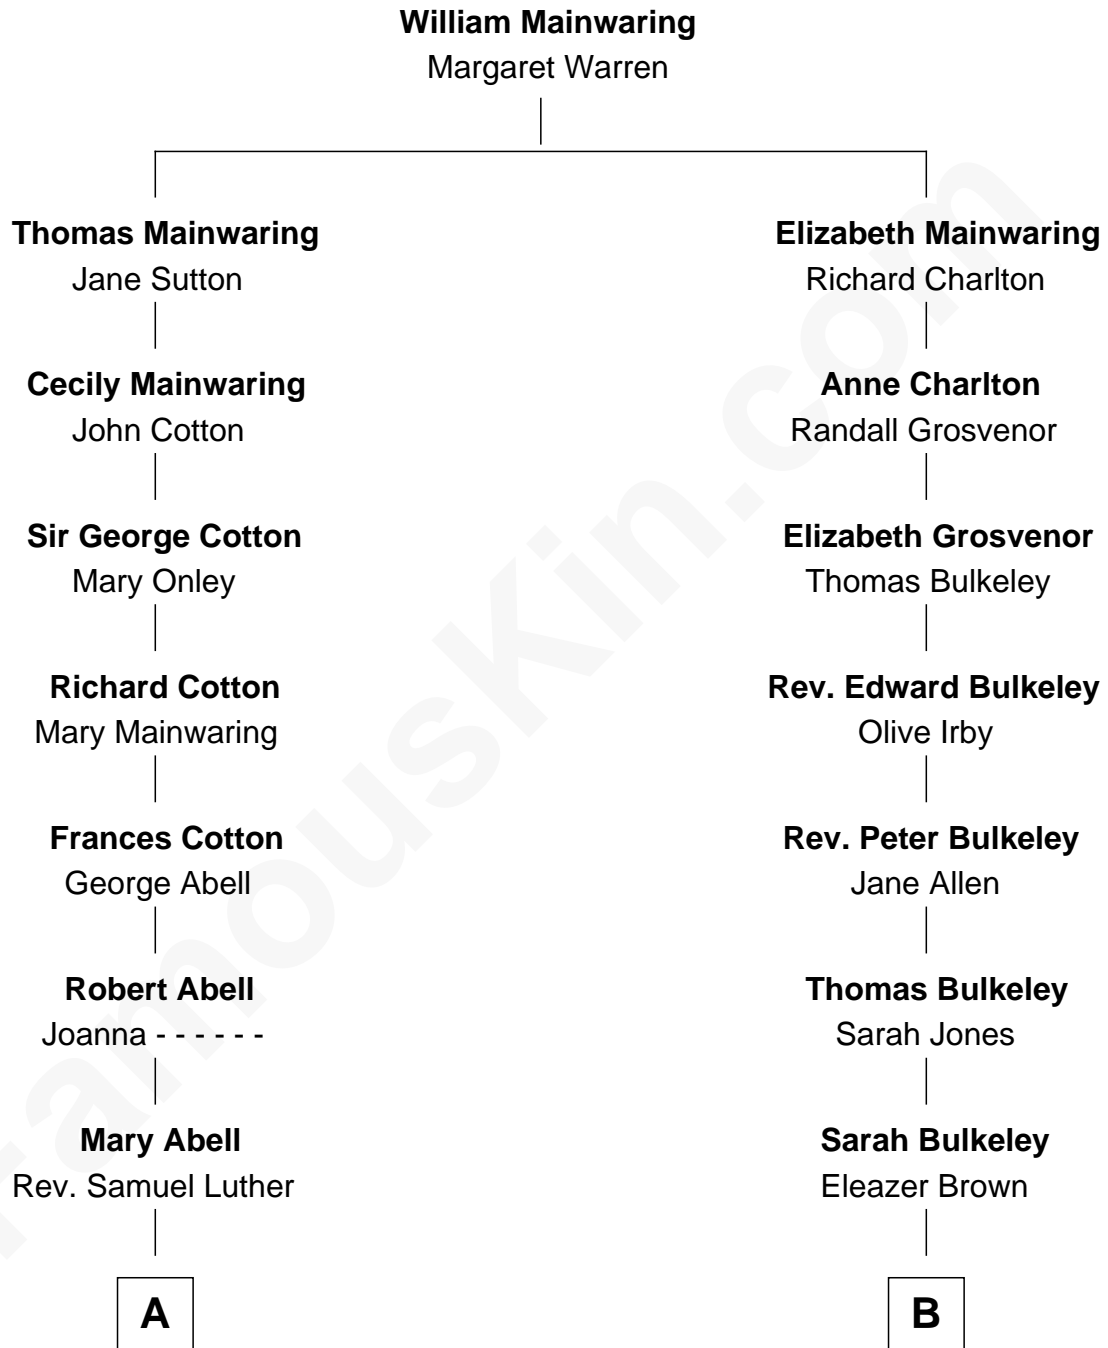 William Mainwaring
Margaret Warren
Thomas Mainwaring
Jane Sutton
Elizabeth Mainwaring
Richard Charlton
Cecily Mainwaring
John Cotton
Anne Charlton
Randall Grosvenor
Sir George Cotton
Mary Onley
Elizabeth Grosvenor
Thomas Bulkeley
Richard Cotton
Mary Mainwaring
Rev. Edward Bulkeley
Olive Irby
Frances Cotton
George Abell
Rev. Peter Bulkeley
Jane Allen
Robert Abell
Joanna - - - - - -
Thomas Bulkeley
Sarah Jones
Mary Abell
Rev. Samuel Luther
Sarah Bulkeley
Eleazer Brown
A
B
FamousKin.com